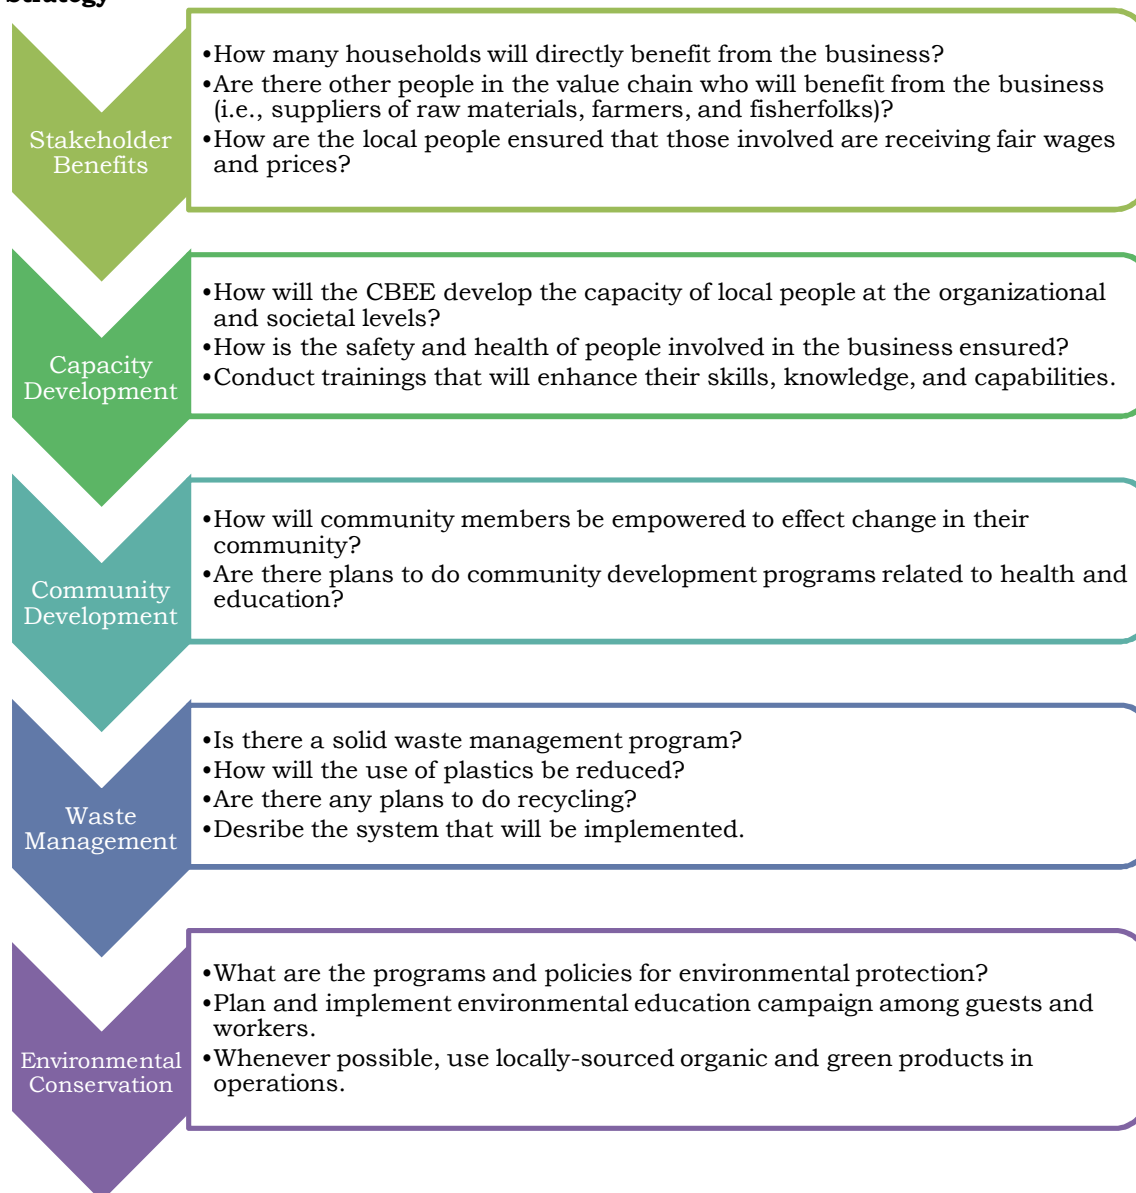 Strategy
•How many households will directly benefit from the business?
•Are there other people in the value chain who will benefit from the business
(i.e., suppliers of raw materials, farmers, and fisherfolks)?
•How are the local people ensured that those involved are receiving fair wages
and prices?
Stakeholder
Benefits
•How will the CBEE develop the capacity of local people at the organizational
and societal levels?
•How is the safety and health of people involved in the business ensured?
•Conduct trainings that will enhance their skills, knowledge, and capabilities.
Capacity
Development
•How will community members be empowered to effect change in their
community?
•Are there plans to do community development programs related to health and
education?
Community
Development
•Is there a solid waste management program?
•How will the use of plastics be reduced?
•Are there any plans to do recycling?
•Desribe the system that will be implemented.
Waste
Management
•What are the programs and policies for environmental protection?
•Plan and implement environmental education campaign among guests and
workers.
•Whenever possible, use locally-sourced organic and green products in
operations.
Environmental
Conservation